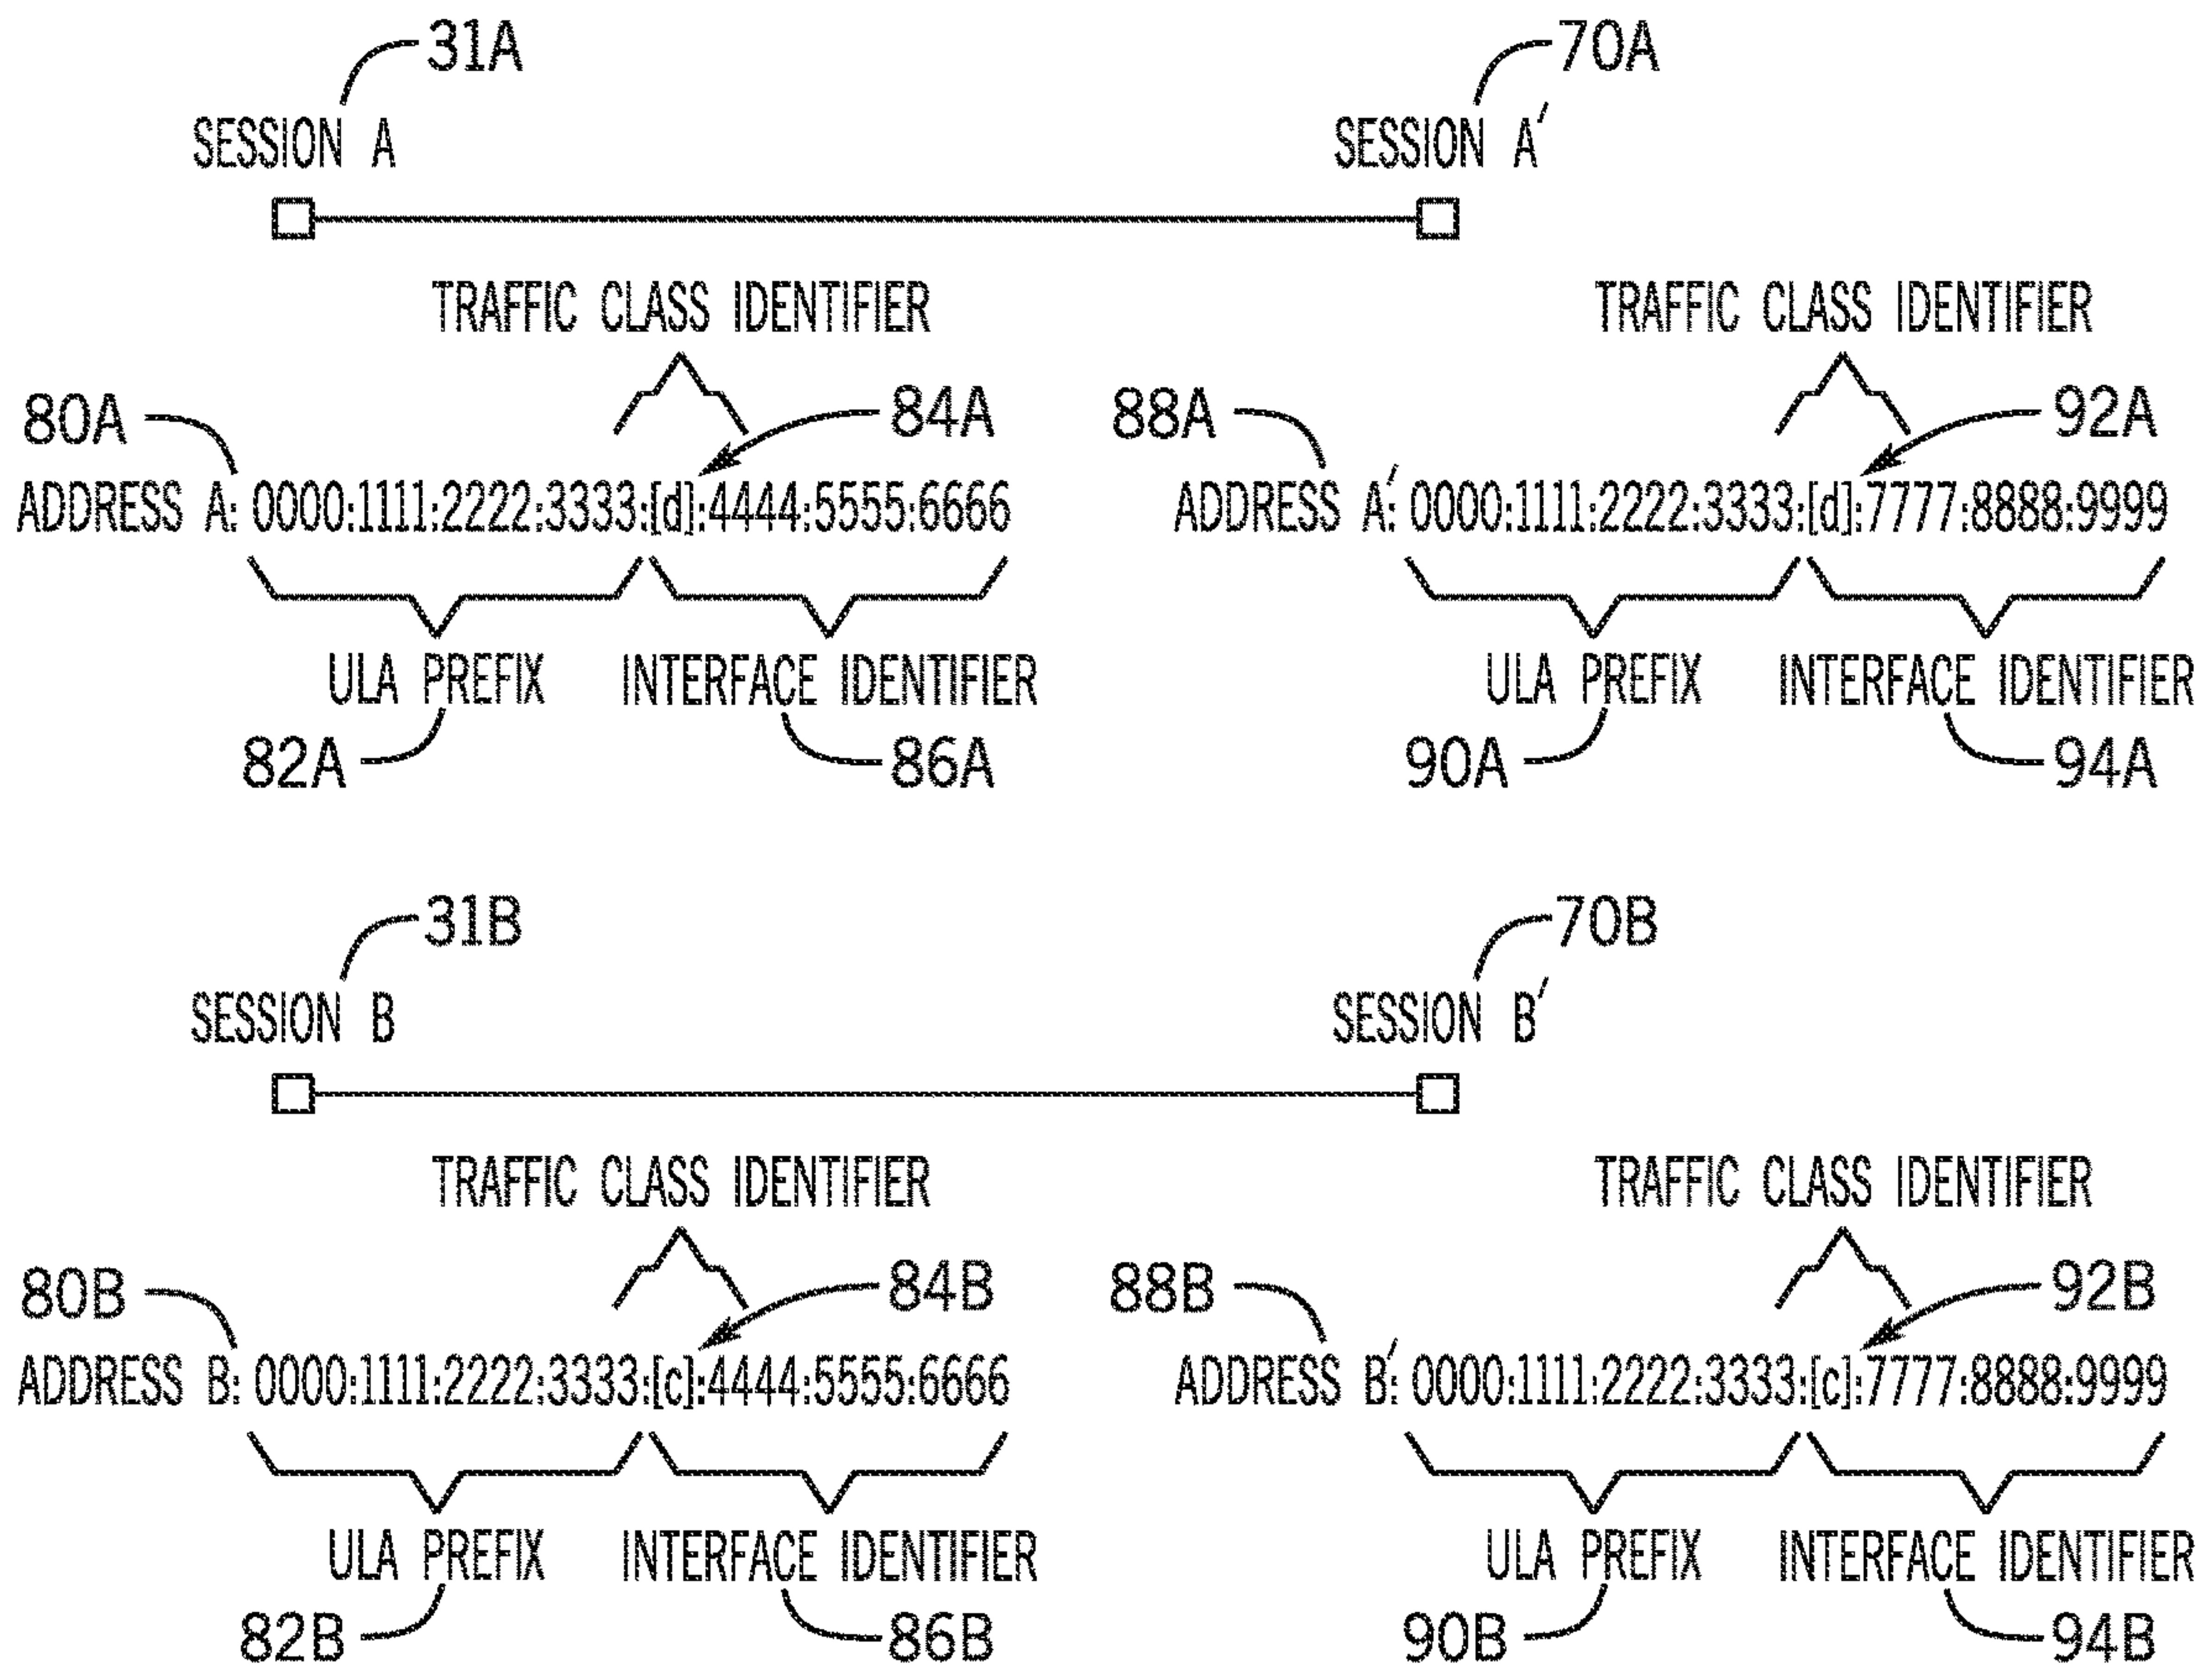 31A 70A
SESSION A SESSION A′
TRAFFIC CLASS IDENTIFIER TRAFFIC CLASS IDENTIFIER
80A 84A 88A 92A
ADDRESS A: 0000:1111:2222:3333:[d]:4444:5555:6666 ADDRESS A′: 0000:1111:2222:3333:[d]:7777:8888:9999
ULA PREFIX INTERFACE IDENTIFIER ULA PREFIX INTERFACE IDENTIFIER
82A 86A 90A 94A
31B 70B
SESSION B SESSION B′
TRAFFIC CLASS IDENTIFIER TRAFFIC CLASS IDENTIFIER
80B 84B 88B 92B
ADDRESS B: 0000:1111:2222:3333:[c]:4444:5555:6666 ADDRESS B′: 0000:1111:2222:3333:[c]:7777:8888:9999
ULA PREFIX INTERFACE IDENTIFIER ULA PREFIX INTERFACE IDENTIFIER
82B 86B 90B 94B